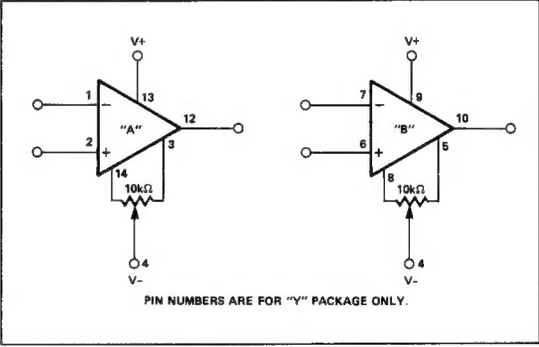 V+ V+
1 − 13 7 − 9
"A" 12 "B" 10
2 + 3 6 + 5
14 8
10kΩ 10kΩ
4 4
V− V−
PIN NUMBERS ARE FOR "Y" PACKAGE ONLY.